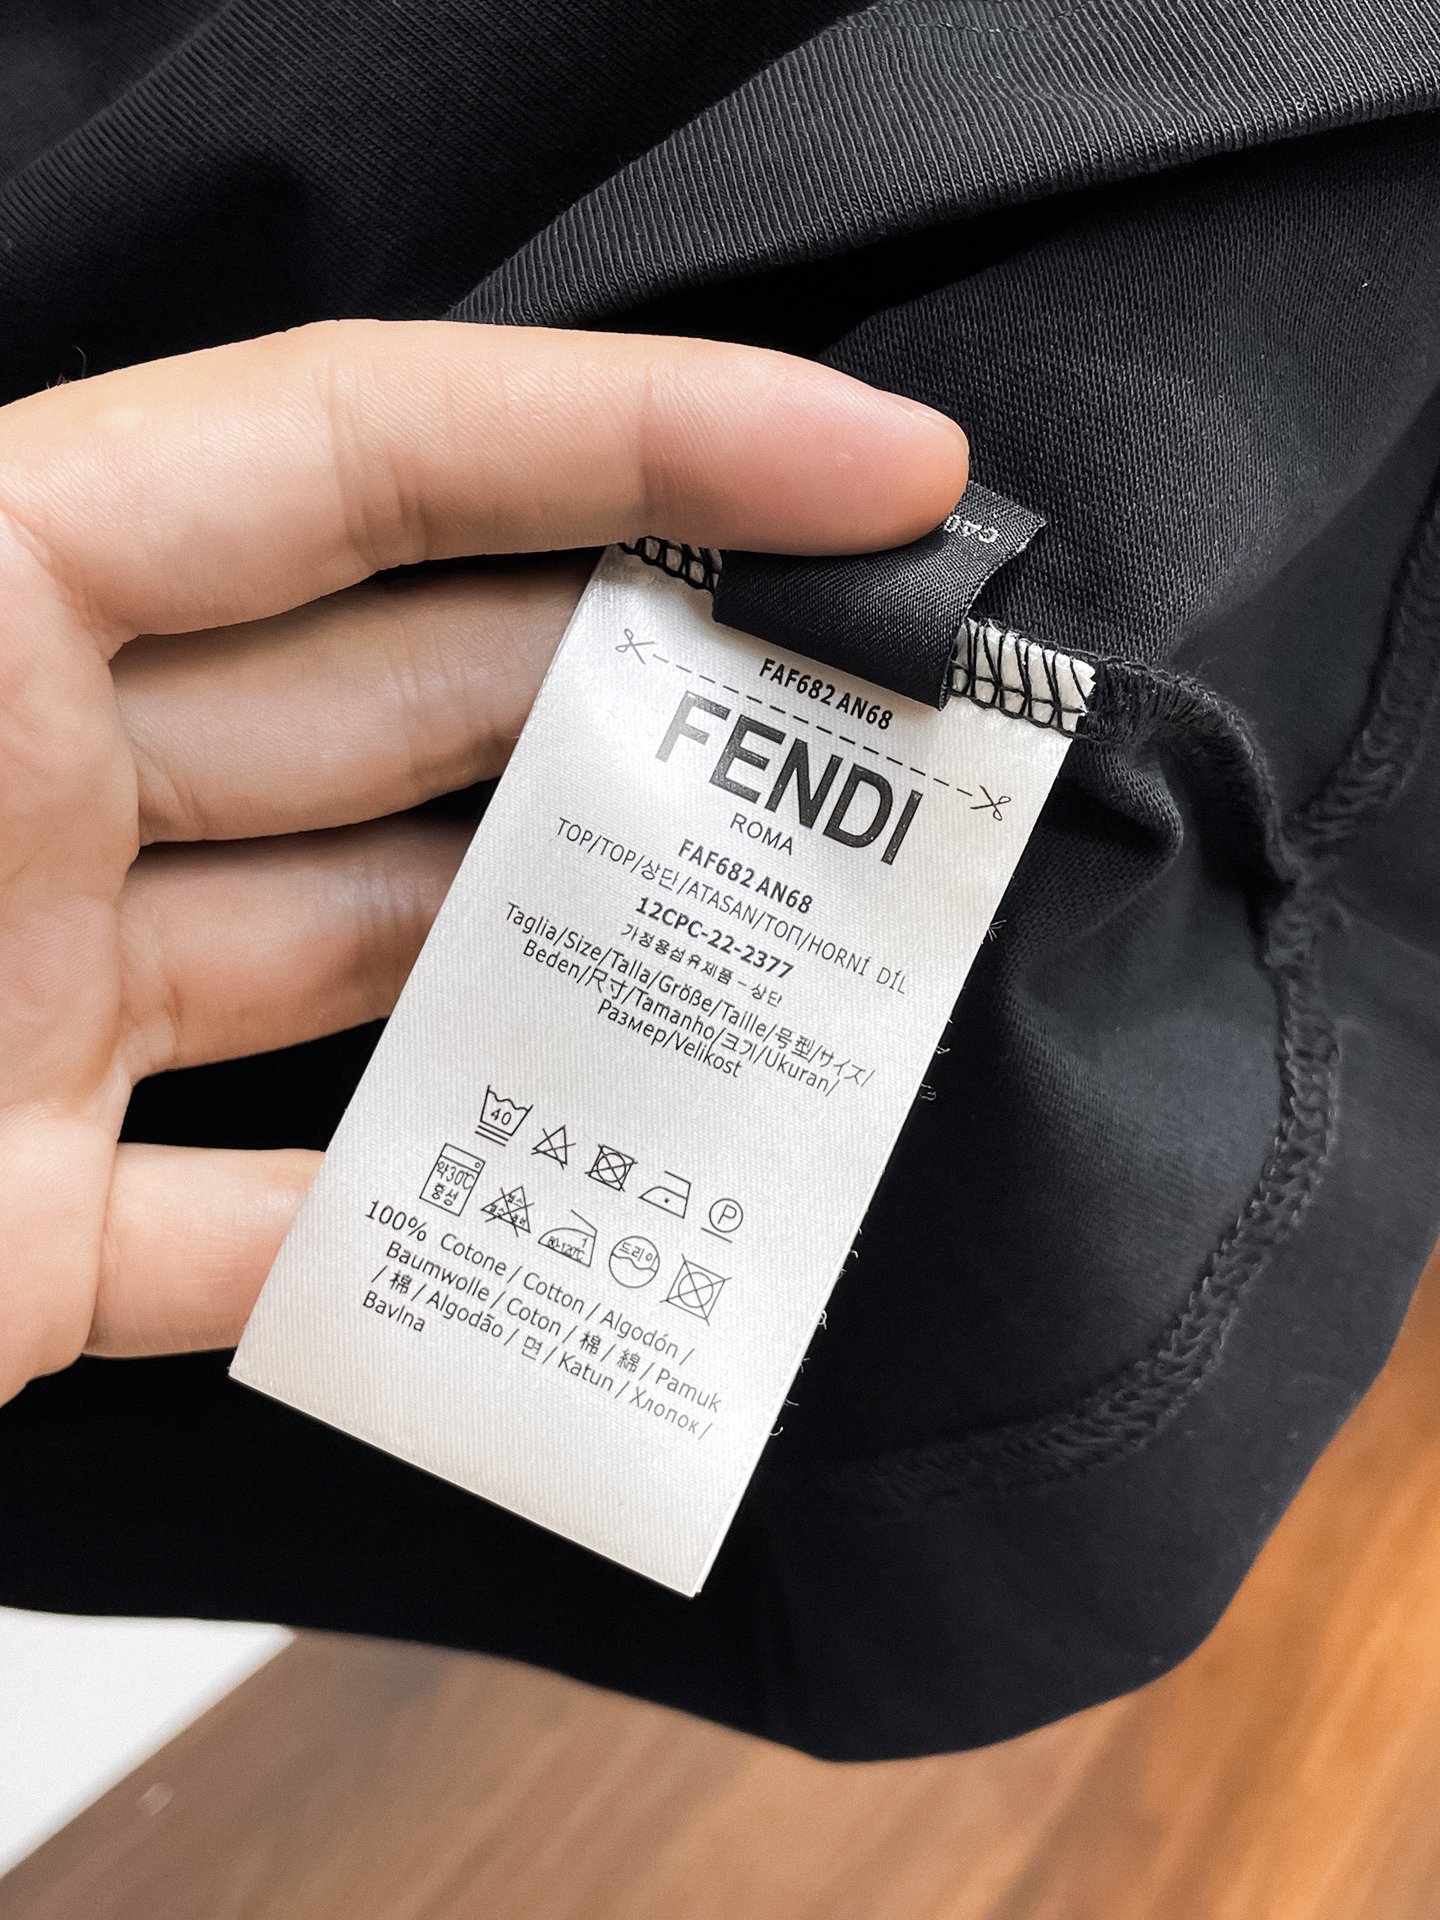 FAF682 AN68
FENDI
ROMA
FAF682 AN68
TOP/TOP/상단/ATASAN/ТОП/HORNÍ DÍL
12CPC-22-2377
가정용섬유제품-상단
Taglia/Size/Talla/Größe/Taille/号型/サイズ/
Beden/尺寸/Tamanho/크기/Ukuran/
Размер/Velikost
40
P
약30℃
중성
80-120℃
드라이
100% Cotone / Cotton / Algodón /
Baumwolle / Coton / 棉 / 綿 / Pamuk
/ 棉 / Algodão / 면 / Katun / Хлопок /
Bavlna